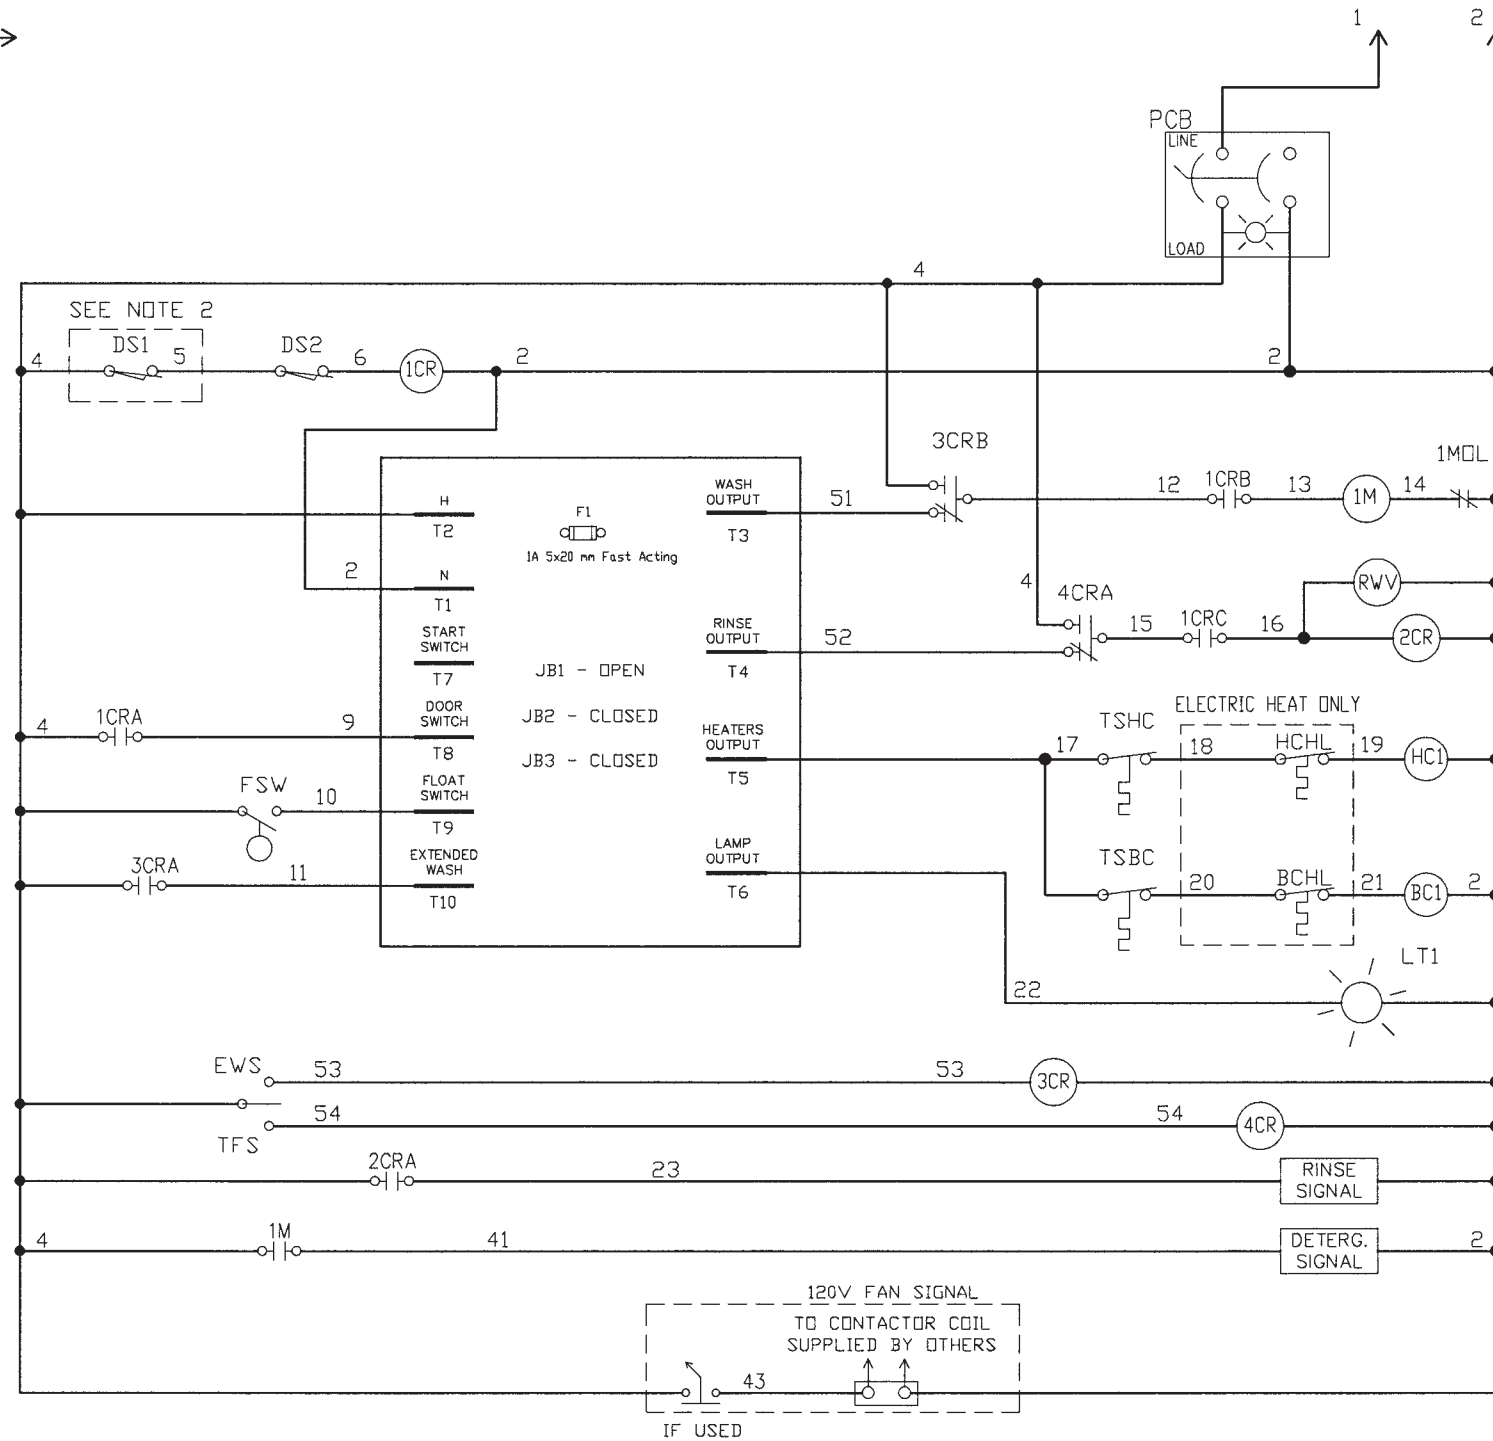 1 2
PCB
LINE
LOAD
4
SEE NOTE 2
4 DS1 5 DS2 6 1CR 2 2
3CRB
1MOL
H
T2
F1
1A 5x20 mm Fast Acting
WASH
OUTPUT
T3
51
12 1CRB 13 1M 14
2
N
T1
4 4CRA
RWV
START
SWITCH
T7
RINSE
OUTPUT
T4
52
15 1CRC 16 2CR
JB1 - OPEN
JB2 - CLOSED
JB3 - CLOSED
4 1CRA 9
DOOR
SWITCH
T8
HEATERS
OUTPUT
T5
ELECTRIC HEAT ONLY
17 TSHC 18 HCHL 19 HC1
FSW 10
FLOAT
SWITCH
T9
3CRA 11
EXTENDED
WASH
T10
LAMP
OUTPUT
T6
TSBC 20 BCHL 21 BC1 2
LT1
22
EWS 53 53 3CR
TFS 54 54 4CR
2CRA 23
RINSE
SIGNAL
4 1M 41
DETERG.
SIGNAL
2
120V FAN SIGNAL
TO CONTACTOR COIL
SUPPLIED BY OTHERS
43
IF USED